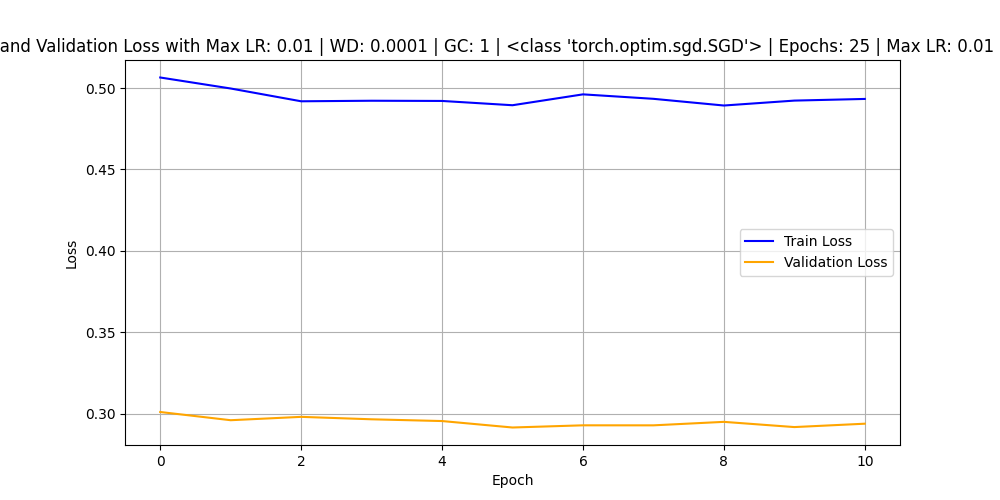 and Validation Loss with Max LR: 0.01 | WD: 0.0001 | GC: 1 | <class 'torch.optim.sgd.SGD'> | Epochs: 25 | Max LR: 0.01
0.50
0.45
0.40
0.35
0.30
Loss
Train Loss
Validation Loss
0 2 4 6 8 10
Epoch